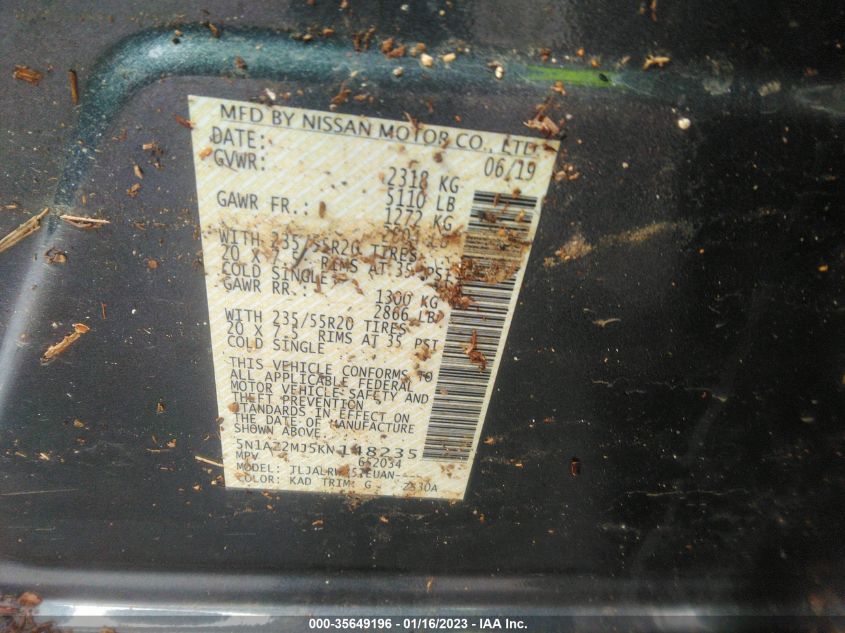 MFD BY NISSAN MOTOR CO., LTD.
DATE: 06/19
GVWR: 2318 KG
5110 LB
GAWR FR.: 1272 KG
LB
WITH 235/55R20 TIRES,
20 X 7.5 RIMS AT 35 PSI
COLD SINGLE
GAWR RR.: 1300 KG
2866 LB
WITH 235/55R20 TIRES,
20 X 7.5 RIMS AT 35 PSI
COLD SINGLE
THIS VEHICLE CONFORMS TO
ALL APPLICABLE FEDERAL
MOTOR VEHICLE SAFETY AND
THEFT PREVENTION
STANDARDS IN EFFECT ON
THE DATE OF MANUFACTURE
SHOWN ABOVE.
5N1AZ2MJ5KN148235
MPV
MODEL:
COLOR: KAD TRIM: G
000-35649196 - 01/16/2023 - IAA Inc.